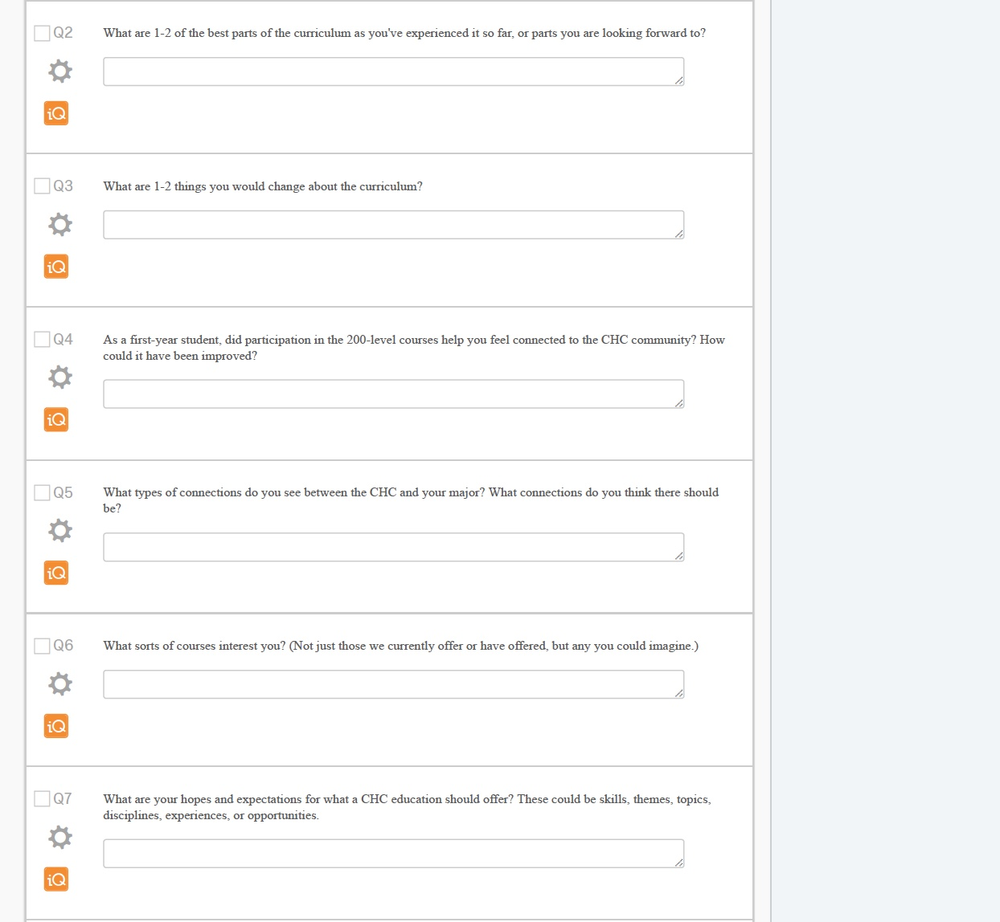 Q2
What are 1-2 of the best parts of the curriculum as you've experienced it so far, or parts you are looking forward to?
iQ
Q3
What are 1-2 things you would change about the curriculum?
iQ
Q4
As a first-year student, did participation in the 200-level courses help you feel connected to the CHC community? How
could it have been improved?
iQ
Q5
What types of connections do you see between the CHC and your major? What connections do you think there should
be?
iQ
Q6
What sorts of courses interest you? (Not just those we currently offer or have offered, but any you could imagine.)
iQ
Q7
What are your hopes and expectations for what a CHC education should offer? These could be skills, themes, topics,
disciplines, experiences, or opportunities.
iQ